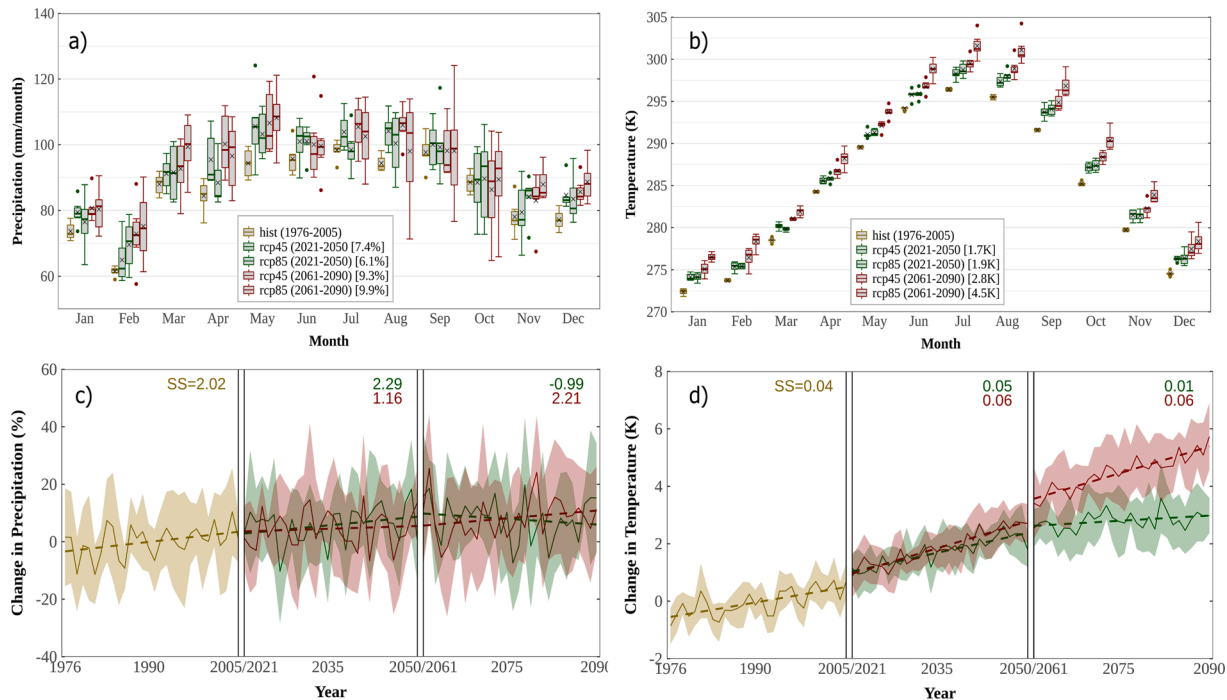 a)
Precipitation (mm/month)
140
120
100
80
60
Jan Feb Mar Apr May Jun Jul Aug Sep Oct Nov Dec
Month
hist (1976-2005)
rcp45 (2021-2050) [7.4%]
rcp85 (2021-2050) [6.1%]
rcp45 (2061-2090) [9.3%]
rcp85 (2061-2090) [9.9%]
b)
Temperature (K)
305
300
295
290
285
280
275
270
Jan Feb Mar Apr May Jun Jul Aug Sep Oct Nov Dec
Month
hist (1976-2005)
rcp45 (2021-2050) [1.7K]
rcp85 (2021-2050) [1.9K]
rcp45 (2061-2090) [2.8K]
rcp85 (2061-2090) [4.5K]
c)
Change in Precipitation (%)
60
40
20
0
-20
-40
SS=2.02 2.29 -0.99
1.16 2.21
1976 1990 2005/2021 2035 2050/2061 2075 2090
Year
d)
Change in Temperature (K)
8
6
4
2
0
-2
SS=0.04 0.05 0.01
0.06 0.06
1976 1990 2005/2021 2035 2050/2061 2075 2090
Year